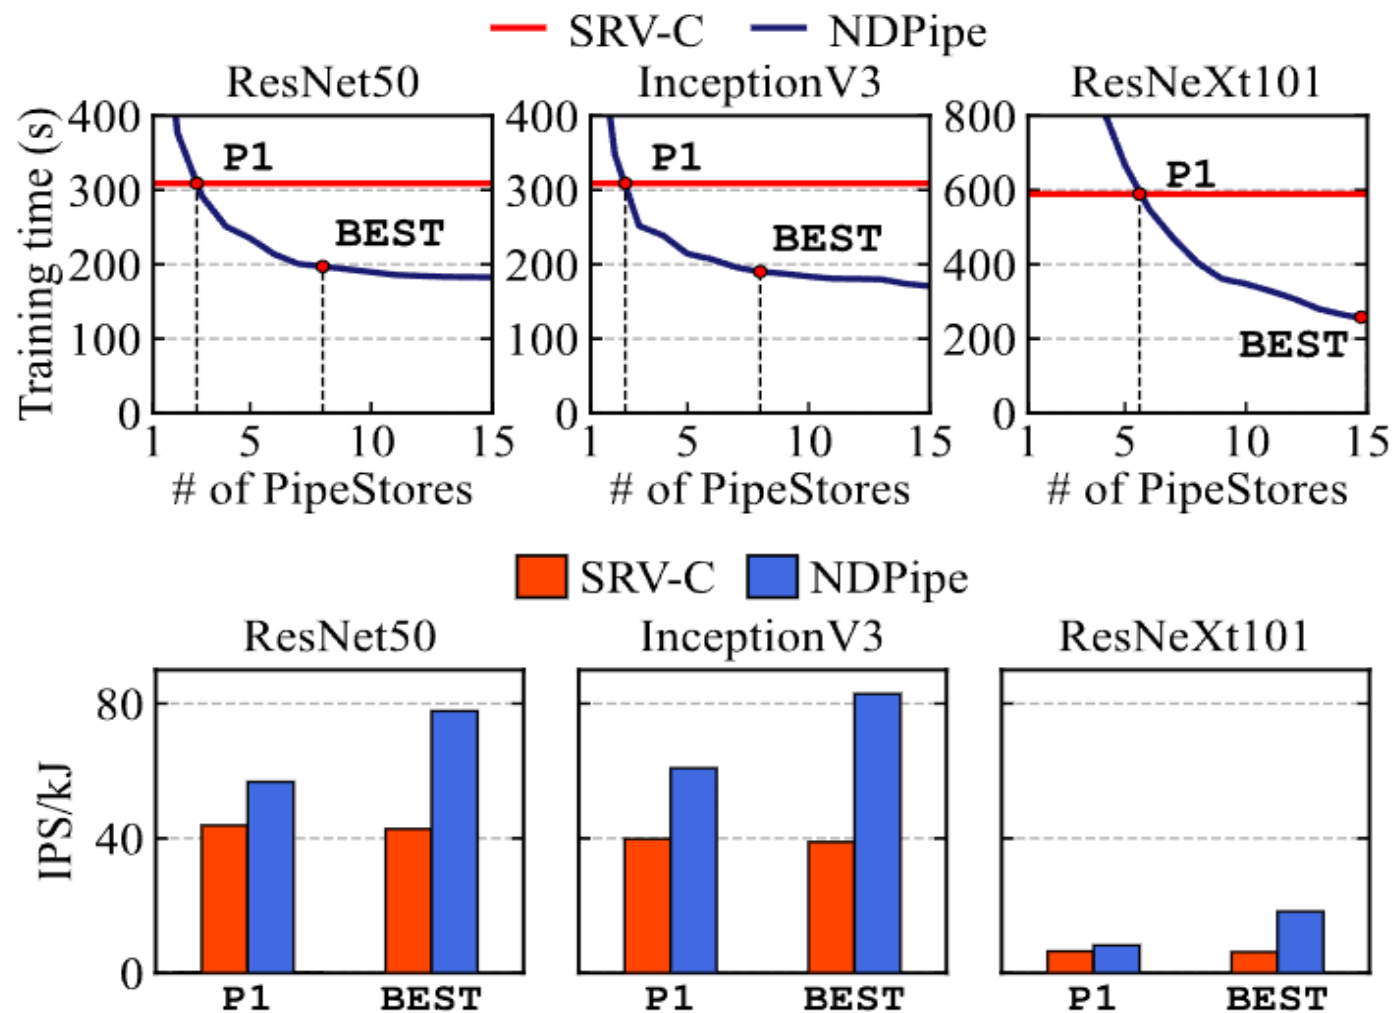 SRV-C NDPipe
ResNet50 InceptionV3 ResNeXt101
Training time (s)
400 300 200 100 0
P1 BEST
1 5 10 15
# of PipeStores
400 300 200 100 0
P1 BEST
1 5 10 15
# of PipeStores
800 600 400 200 0
P1 BEST
1 5 10 15
# of PipeStores
SRV-C NDPipe
ResNet50 InceptionV3 ResNeXt101
IPS/kJ
80 40 0
P1 BEST P1 BEST P1 BEST